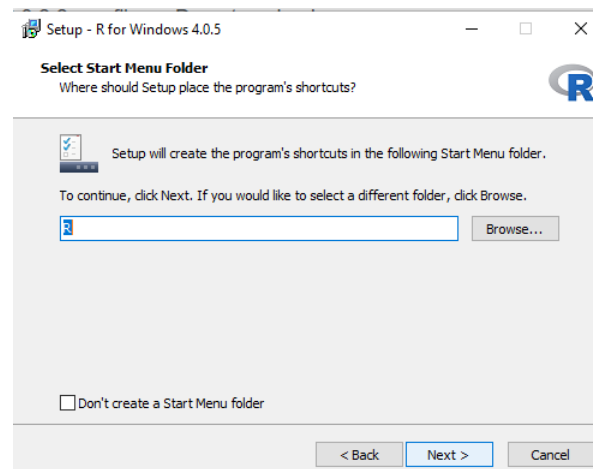 Setup - R for Windows 4.0.5
Select Start Menu Folder
Where should Setup place the program's shortcuts?
R
Setup will create the program's shortcuts in the following Start Menu folder.
To continue, click Next. If you would like to select a different folder, click Browse.
R
Browse...
Don't create a Start Menu folder
< Back
Next >
Cancel